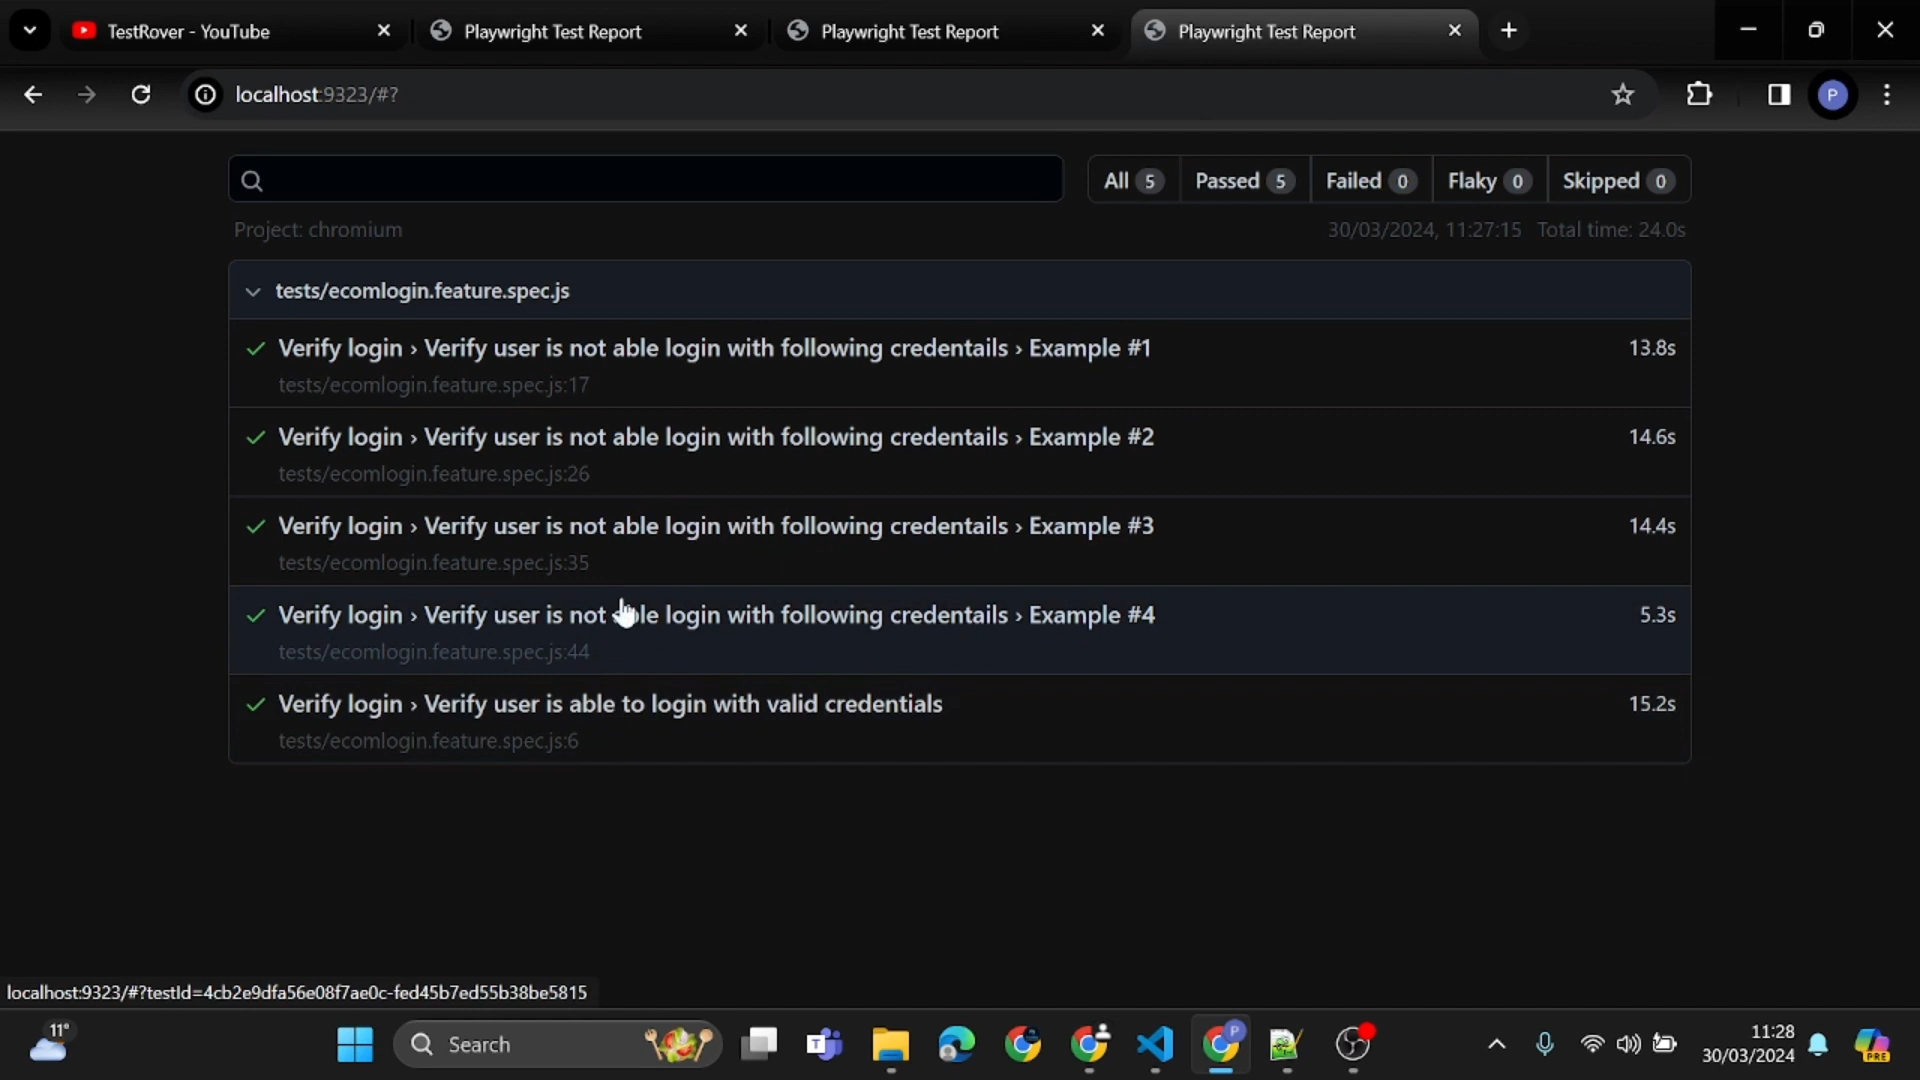 TestRover - YouTube
Playwright Test Report
Playwright Test Report
Playwright Test Report
localhost:9323/#?
All 5
Passed 5
Failed 0
Flaky 0
Skipped 0
Project: chromium
30/03/2024, 11:27:15 Total time: 24.0s
tests/ecomlogin.feature.spec.js
Verify login › Verify user is not able login with following credentails › Example #1
13.8s
tests/ecomlogin.feature.spec.js:17
Verify login › Verify user is not able login with following credentails › Example #2
14.6s
tests/ecomlogin.feature.spec.js:26
Verify login › Verify user is not able login with following credentails › Example #3
14.4s
tests/ecomlogin.feature.spec.js:35
Verify login › Verify user is not able login with following credentails › Example #4
5.3s
tests/ecomlogin.feature.spec.js:44
Verify login › Verify user is able to login with valid credentials
15.2s
tests/ecomlogin.feature.spec.js:6
localhost:9323/#?testId=4cb2e9dfa56e08f7ae0c-fed45b7ed55b38be5815
11°
Search
11:28
30/03/2024
P
P
T
PRE